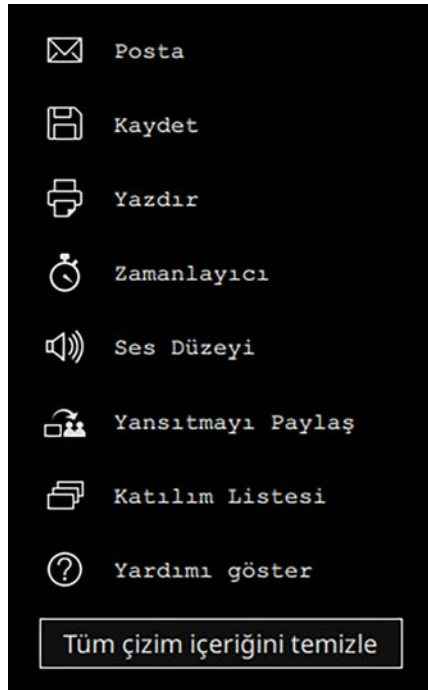 Posta
Kaydet
Yazdır
Zamanlayıcı
Ses Düzeyi
Yansıtmayı Paylaş
Katılım Listesi
Yardımı göster
Tüm çizim içeriğini temizle